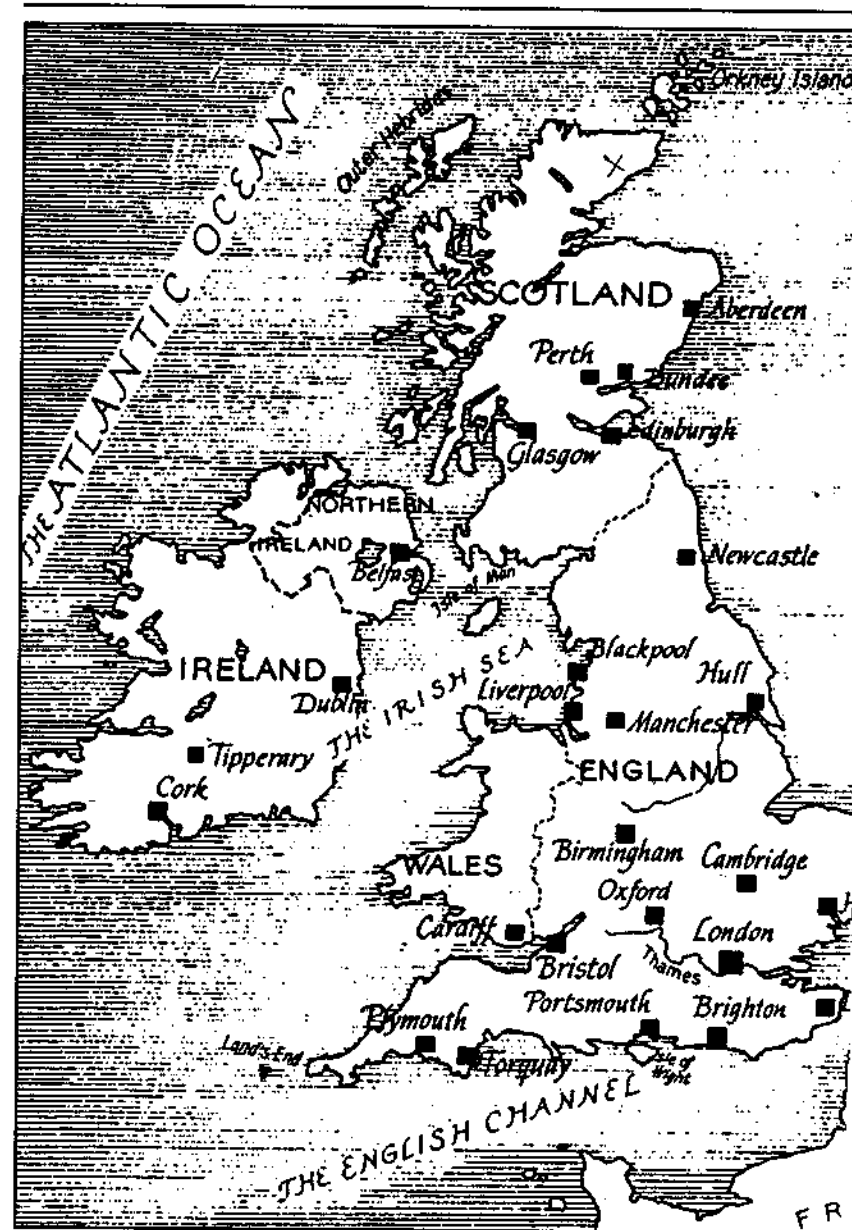 Orkney Island
Outer Hebrides
THE ATLANTIC OCEAN
X
SCOTLAND
Aberdeen
Perth
Dundee
Edinburgh
Glasgow
NORTHERN
IRELAND
Belfast
Isle of Man
Newcastle
Blackpool
IRELAND
Hull
Dublin
Liverpool
THE IRISH SEA
Manchester
Tipperary
ENGLAND
Cork
Birmingham
Cambridge
WALES
Oxford
Cardiff
London
Bristol
Thames
Portsmouth
Brighton
Plymouth
Land's End
Torquay
Isle of
Wight
THE ENGLISH CHANNEL
F R